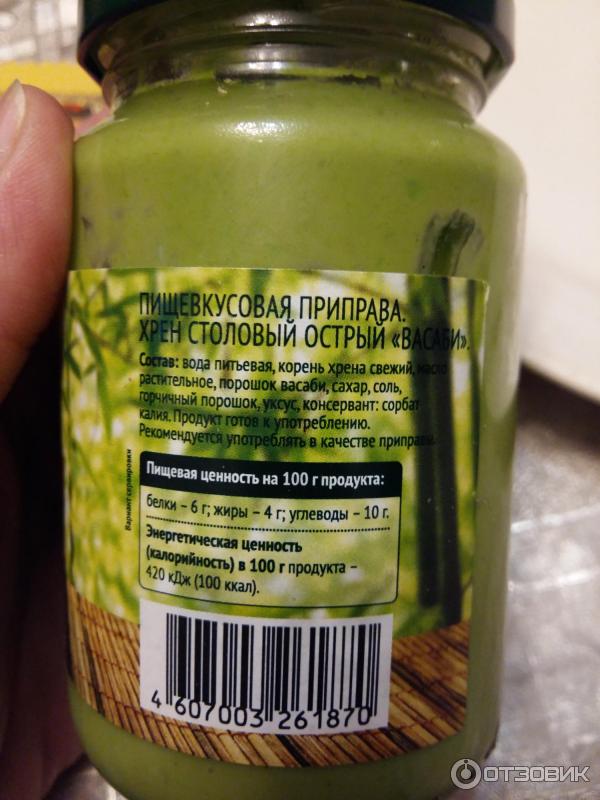 ПИЩЕВКУСОВАЯ ПРИПРАВА.
ХРЕН СТОЛОВЫЙ ОСТРЫЙ «ВАСАБИ».
Состав: вода питьевая, корень хрена свежий, масло
растительное, порошок васаби, сахар, соль,
горчичный порошок, уксус, консервант: сорбат
калия. Продукт готов к употреблению.
Рекомендуется употреблять в качестве приправы.
Вариант сервировки
Пищевая ценность на 100 г продукта:
белки – 6 г; жиры – 4 г; углеводы – 10 г.
Энергетическая ценность
(калорийность) в 100 г продукта –
420 кДж (100 ккал).
4 607003 261870
ОТЗОВИК